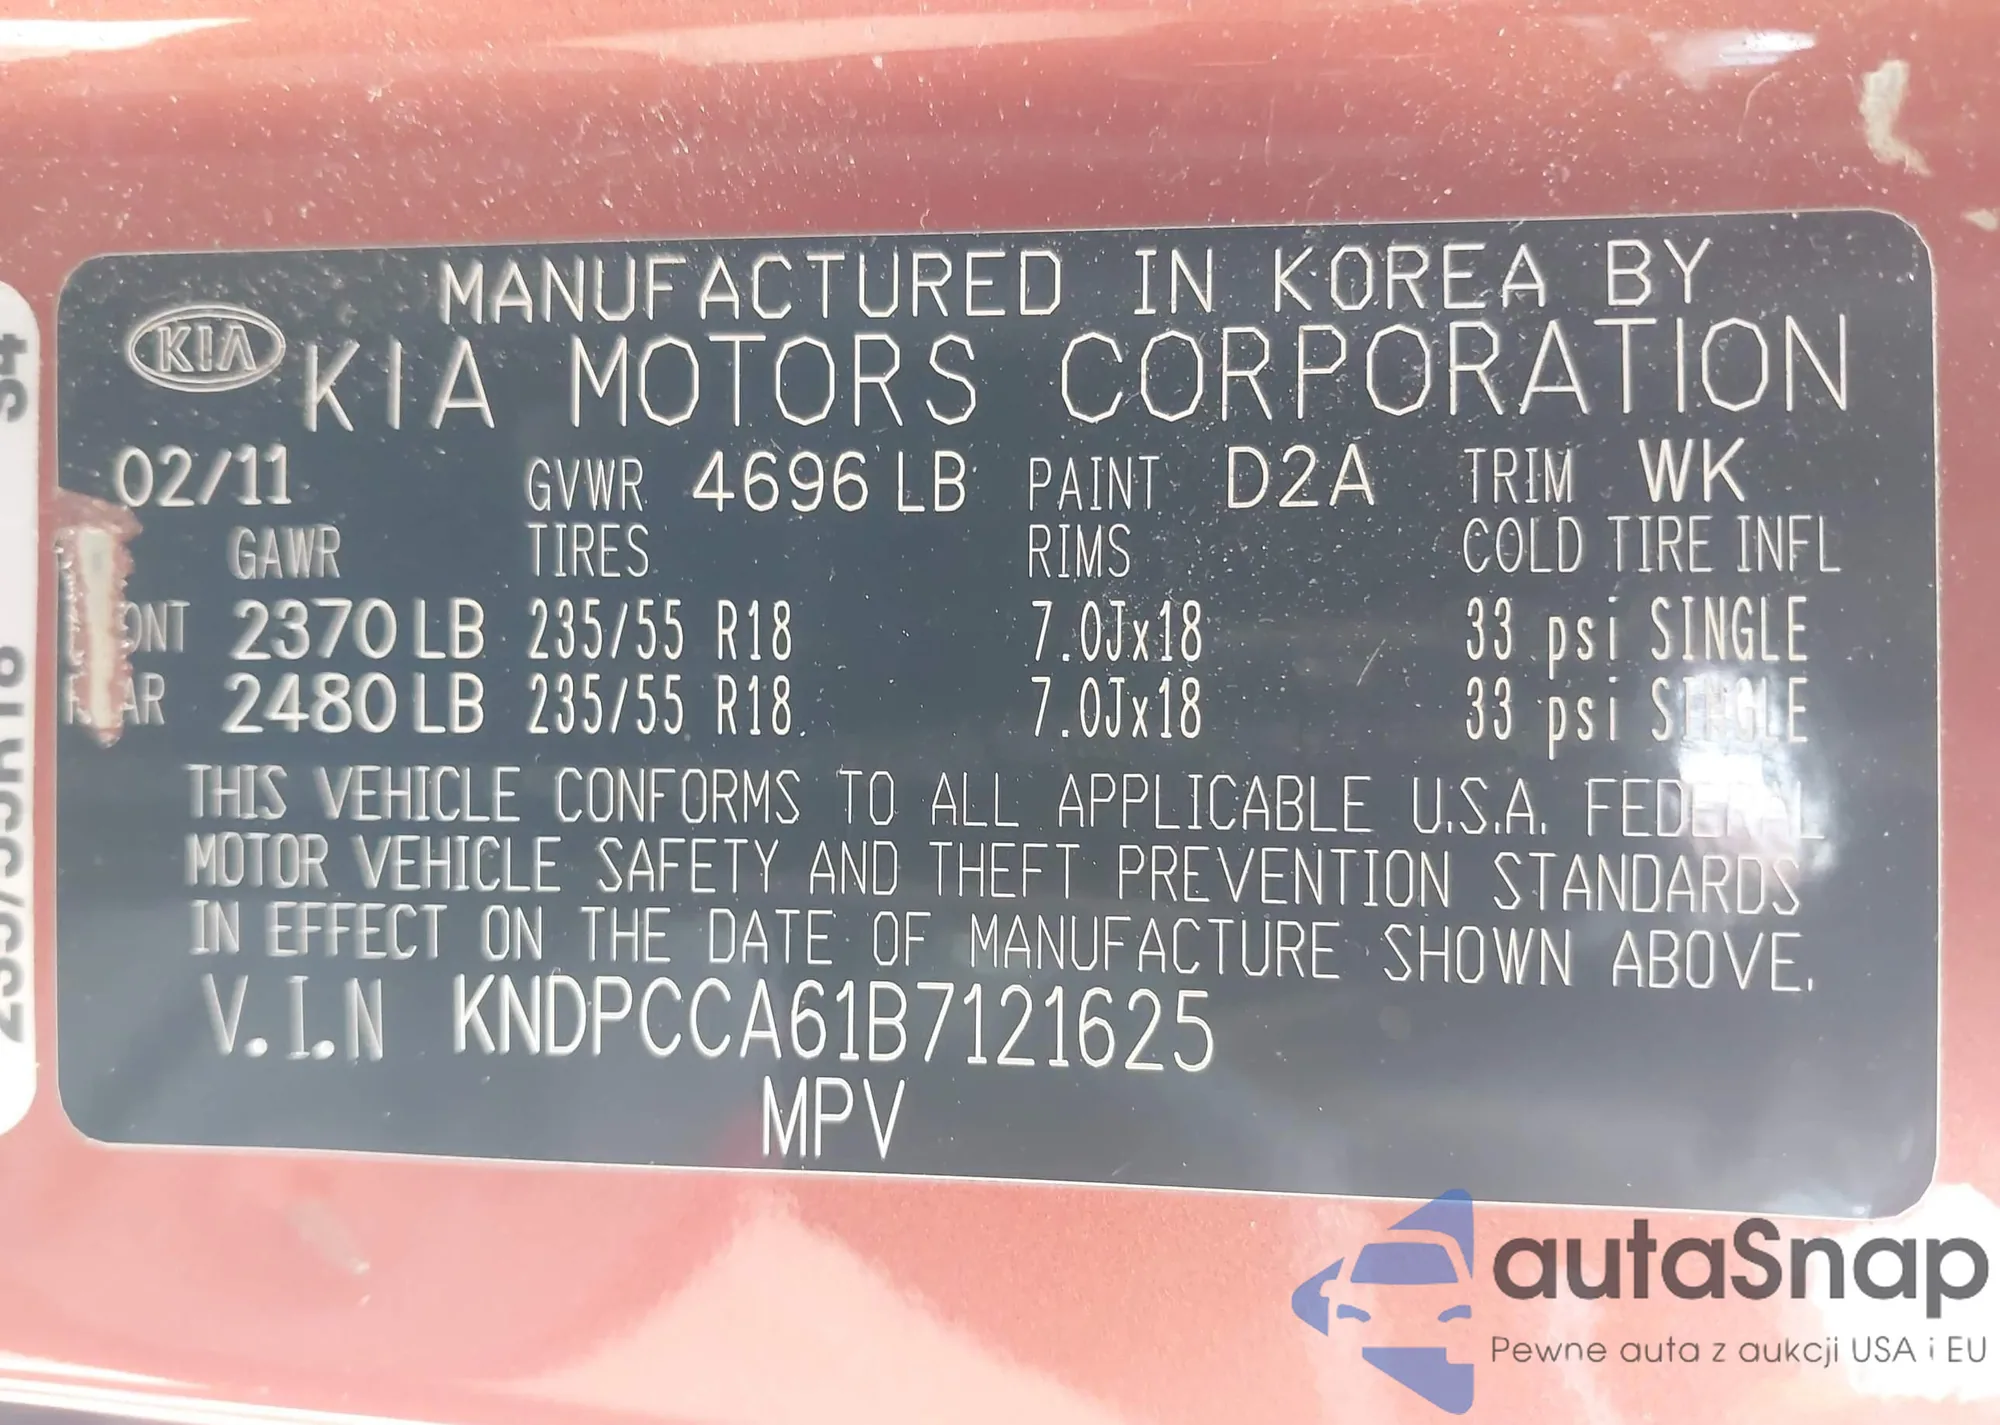 MANUFACTURED IN KOREA BY
KIA KIA MOTORS CORPORATION
02/11 GVWR 4696 LB PAINT D2A TRIM WK
GAWR TIRES RIMS COLD TIRE INFL
2370 LB 235/55 R18 7.0Jx18 33 psi SINGLE
2480 LB 235/55 R18 7.0Jx18 33 psi SINGLE
THIS VEHICLE CONFORMS TO ALL APPLICABLE U.S.A. FEDERAL
MOTOR VEHICLE SAFETY AND THEFT PREVENTION STANDARDS
IN EFFECT ON THE DATE OF MANUFACTURE SHOWN ABOVE.
V.I.N KNDPCCA61B7121625
MPV
autaSnap
Pewne auta z aukcji USA i EU